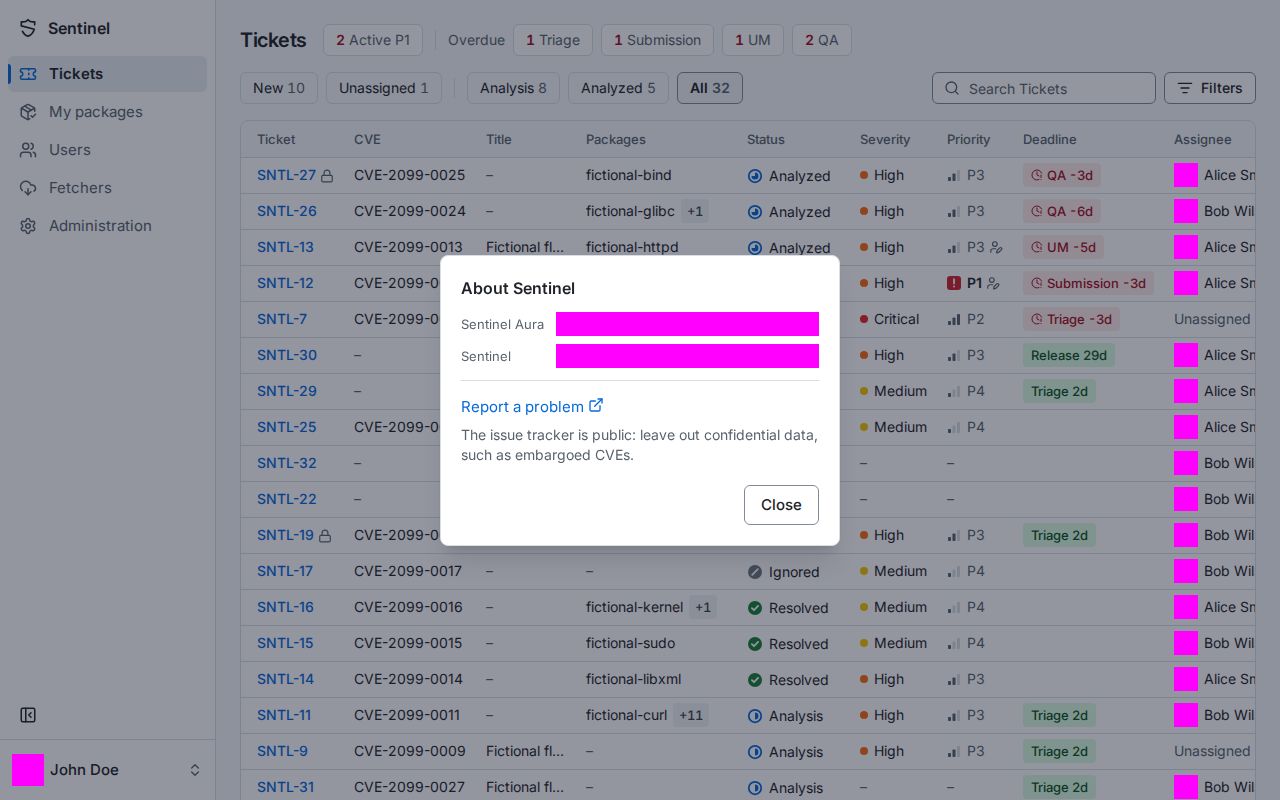 Sentinel
Tickets
My packages
Users
Fetchers
Administration
John Doe
Tickets 2 Active P1 Overdue 1 Triage 1 Submission 1 UM 2 QA
New 10 Unassigned 1 Analysis 8 Analyzed 5 All 32 Search Tickets Filters
Ticket CVE Title Packages Status Severity Priority Deadline Assignee
SNTL-27 CVE-2099-0025 – fictional-bind Analyzed High P3 QA -3d Alice Sm
SNTL-26 CVE-2099-0024 – fictional-glibc +1 Analyzed High P3 QA -6d Bob Wil
SNTL-13 CVE-2099-0013 Fictional fl... fictional-httpd Analyzed High P3 UM -5d Alice Sm
SNTL-12 CVE-2099-0 High P1 Submission -3d Alice Sm
SNTL-7 CVE-2099-0 Critical P2 Triage -3d Unassigned
SNTL-30 – High P3 Release 29d Alice Sm
SNTL-29 – Medium P4 Triage 2d Alice Sm
SNTL-25 CVE-2099-0 Medium P4 Alice Sm
SNTL-32 – – – Bob Wil
SNTL-22 – – – Bob Wil
SNTL-19 CVE-2099-0 High P3 Triage 2d Bob Wil
SNTL-17 CVE-2099-0017 – – Ignored Medium P4 Bob Wil
SNTL-16 CVE-2099-0016 – fictional-kernel +1 Resolved Medium P4 Alice Sm
SNTL-15 CVE-2099-0015 – fictional-sudo Resolved Medium P4 Bob Wil
SNTL-14 CVE-2099-0014 – fictional-libxml Resolved High P3 Alice Sm
SNTL-11 CVE-2099-0011 – fictional-curl +11 Analysis High P3 Triage 2d Bob Wil
SNTL-9 CVE-2099-0009 Fictional fl... – Analysis High P3 Triage 2d Unassigned
SNTL-31 CVE-2099-0027 Fictional fl... – Analysis – – Triage 2d Bob Wil
About Sentinel
Sentinel Aura
Sentinel
Report a problem
The issue tracker is public: leave out confidential data,
such as embargoed CVEs.
Close